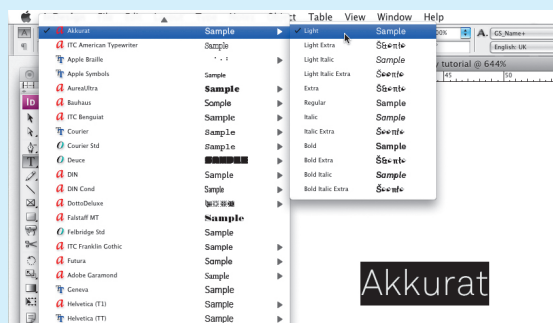 Object Table View Window Help
Akkurat Sample
ITC American Typewriter Sample
Apple Braille
Apple Symbols Sample
AureaUltra Sample
Bauhaus Sample
ITC Benguiat Sample
Courier Sample
Courier Std Sample
Deuce
DIN Sample
DIN Cond Sample
DottoDeluxe
Falstaff MT Sample
Felbridge Std Sample
ITC Franklin Gothic Sample
Futura Sample
Adobe Garamond Sample
Geneva Sample
Helvetica (T1) Sample
Helvetica (TT) Sample
Light Sample
Light Extra
Light Italic Sample
Light Italic Extra
Extra
Regular Sample
Italic Sample
Italic Extra
Bold Sample
Bold Extra
Bold Italic Sample
Bold Italic Extra
A. GS_Name+
English: UK
tutorial @ 644%
45 50
Id
Akkurat